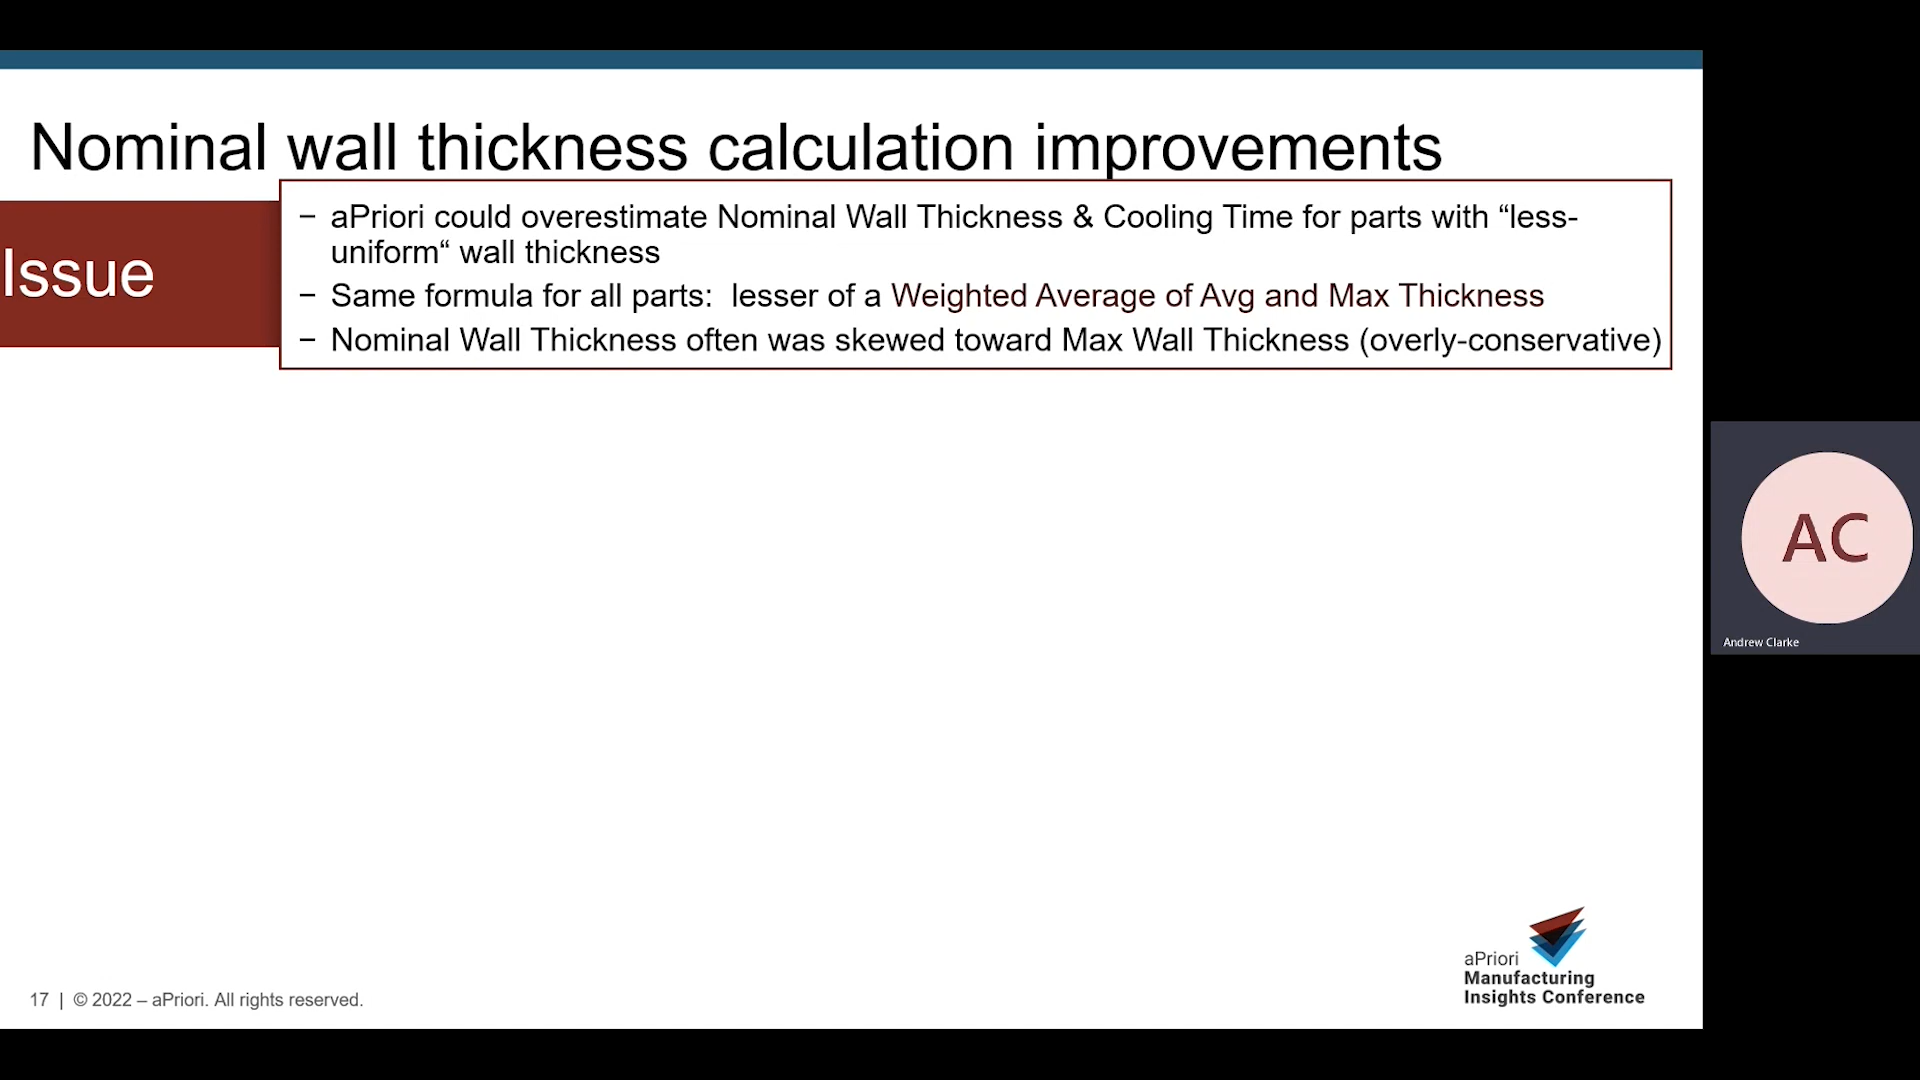 Nominal wall thickness calculation improvements
Issue
– aPriori could overestimate Nominal Wall Thickness & Cooling Time for parts with “less-
uniform“ wall thickness
– Same formula for all parts:  lesser of a Weighted Average of Avg and Max Thickness
– Nominal Wall Thickness often was skewed toward Max Wall Thickness (overly-conservative)
AC
Andrew Clarke
aPriori
Manufacturing
Insights Conference
17 | © 2022 – aPriori. All rights reserved.